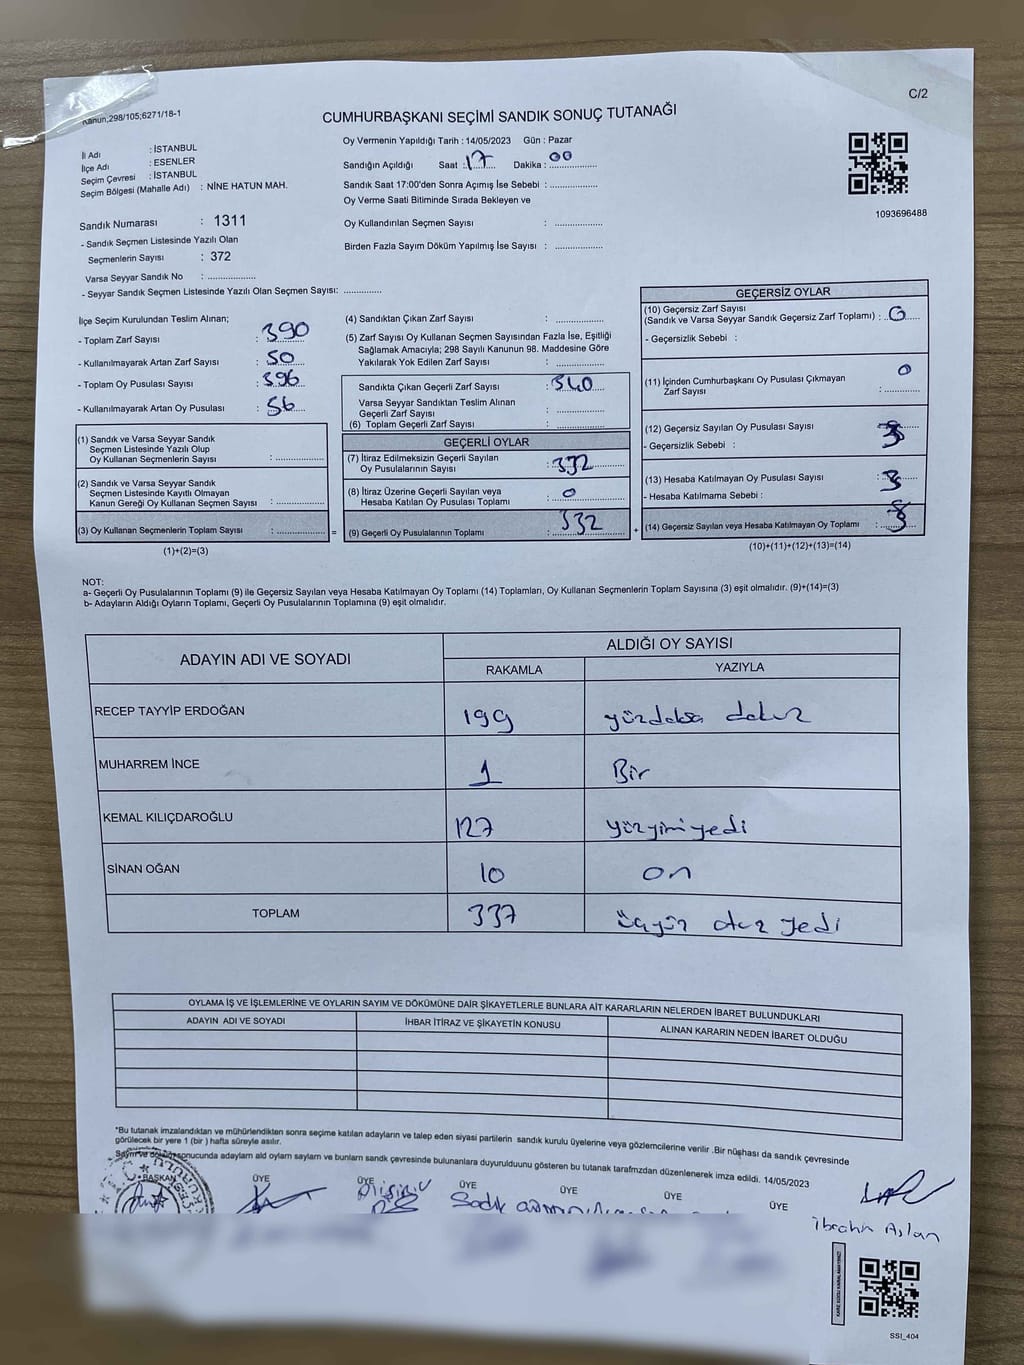 C/2
Kanun;298/105;6271/18-1
CUMHURBAŞKANI SEÇİMİ SANDIK SONUÇ TUTANAĞI
İl Adı : İSTANBUL
İlçe Adı : ESENLER
Seçim Çevresi : İSTANBUL
Seçim Bölgesi (Mahalle Adı) : NİNE HATUN MAH.
Oy Vermenin Yapıldığı Tarih : 14/05/2023 Gün : Pazar
Sandığın Açıldığı Saat : 17 Dakika : 00
Sandık Saat 17:00'den Sonra Açımış İse Sebebi :
Oy Verme Saati Bitiminde Sırada Bekleyen ve
Oy Kullandırılan Seçmen Sayısı :
Birden Fazla Sayım Döküm Yapılmış İse Sayısı :
1093696488
Sandık Numarası : 1311
- Sandık Seçmen Listesinde Yazılı Olan
Seçmenlerin Sayısı : 372
Varsa Seyyar Sandık No :
- Seyyar Sandık Seçmen Listesinde Yazılı Olan Seçmen Sayısı:
İlçe Seçim Kurulundan Teslim Alınan;
- Toplam Zarf Sayısı : 390
- Kullanılmayarak Artan Zarf Sayısı : 50
- Toplam Oy Pusulası Sayısı : 396
- Kullanılmayarak Artan Oy Pusulası : 56
(1) Sandık ve Varsa Seyyar Sandık
Seçmen Listesinde Yazılı Olup
Oy Kullanan Seçmenlerin Sayısı :
(2) Sandık ve Varsa Seyyar Sandık
Seçmen Listesinde Kayıtlı Olmayan
Kanun Gereği Oy Kullanan Seçmen Sayısı :
(3) Oy Kullanan Seçmenlerin Toplam Sayısı : =
(1)+(2)=(3)
(4) Sandıktan Çıkan Zarf Sayısı :
(5) Zarf Sayısı Oy Kullanan Seçmen Sayısından Fazla İse, Eşitliği
Sağlamak Amacıyla; 298 Sayılı Kanunun 98. Maddesine Göre
Yakılarak Yok Edilen Zarf Sayısı :
Sandıkta Çıkan Geçerli Zarf Sayısı : 340
Varsa Seyyar Sandıktan Teslim Alınan
Geçerli Zarf Sayısı :
(6) Toplam Geçerli Zarf Sayısı :
GEÇERLİ OYLAR
(7) İtiraz Edilmeksizin Geçerli Sayılan
Oy Pusulalarının Sayısı : 332
(8) İtiraz Üzerine Geçerli Sayılan veya
Hesaba Katılan Oy Pusulası Toplamı : 0
(9) Geçerli Oy Pusulalarının Toplamı : 332 +
GEÇERSİZ OYLAR
(10) Geçersiz Zarf Sayısı
(Sandık ve Varsa Seyyar Sandık Geçersiz Zarf Toplamı) : 0
- Geçersizlik Sebebi :
(11) İçinden Cumhurbaşkanı Oy Pusulası Çıkmayan
Zarf Sayısı : 0
(12) Geçersiz Sayılan Oy Pusulası Sayısı
- Geçersizlik Sebebi :
(13) Hesaba Katılmayan Oy Pusulası Sayısı :
- Hesaba Katılmama Sebebi :
(14) Geçersiz Sayılan veya Hesaba Katılmayan Oy Toplamı :
(10)+(11)+(12)+(13)=(14)
NOT:
a- Geçerli Oy Pusulalarının Toplamı (9) ile Geçersiz Sayılan veya Hesaba Katılmayan Oy Toplamı (14) Toplamları, Oy Kullanan Seçmenlerin Toplam Sayısına (3) eşit olmalıdır. (9)+(14)=(3)
b- Adayların Aldığı Oyların Toplamı, Geçerli Oy Pusulalarının Toplamına (9) eşit olmalıdır.
ADAYIN ADI VE SOYADI
ALDIĞI OY SAYISI
RAKAMLA YAZIYLA
RECEP TAYYİP ERDOĞAN 199 yüzdoksa dokuz
MUHARREM İNCE 1 Bir
KEMAL KILIÇDAROĞLU 127 yüzyirmiyedi
SİNAN OĞAN 10 on
TOPLAM 337 üçyüz otuz yedi
OYLAMA İŞ VE İŞLEMLERİNE VE OYLARIN SAYIM VE DÖKÜMÜNE DAİR ŞİKAYETLERLE BUNLARA AİT KARARLARIN NELERDEN İBARET BULUNDUKLARI
ADAYIN ADI VE SOYADI İHBAR İTİRAZ VE ŞİKAYETİN KONUSU ALINAN KARARIN NEDEN İBARET OLDUĞU
*Bu tutanak imzalandıktan ve mühürlendikten sonra seçime katılan adayların ve talep eden siyasi partilerin sandık kurulu üyelerine veya gözlemcilerine verilir .Bir nüshası da sandık çevresinde
görülecek bir yere 1 (bir ) hafta süreyle asılır.
Sayım ve döküm sonucunda adayların aldı oyların sayları ve bunların sandk çevresinde bulunanlara duyurulduunu gösteren bu tutanak tarafmzdan düzenlenerek imza edildi. 14/05/2023
BAŞKAN ÜYE ÜYE ÜYE ÜYE ÜYE ÜYE
Sadık
İbrahim Aslan
SSI_404